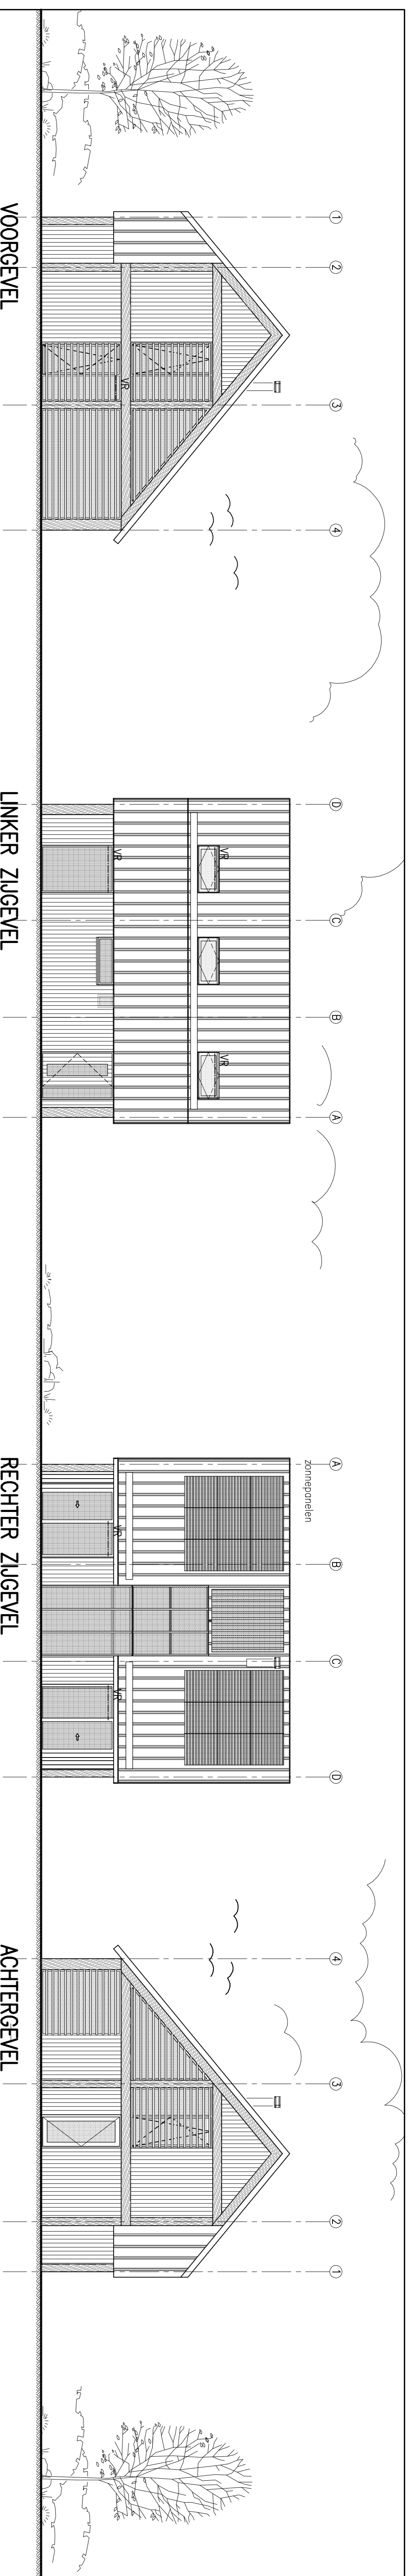 1
2
3
4
VR
VOORGEVEL
D
C
B
A
VR
VR
VR
LINKER ZIJGEVEL
zonnepanelen
A
B
C
D
VR
VR
RECHTER ZIJGEVEL
4
3
2
1
ACHTERGEVEL